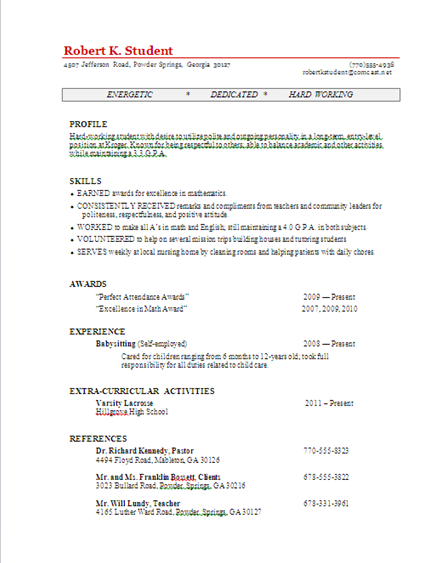 Robert K. Student
4507 Jefferson Road, Powder Springs, Georgia 30127 (770)555-4936
robertkstudent@comcast.net
ENERGETIC * DEDICATED * HARD WORKING
PROFILE
Hard-working student with desire to utilize polite and outgoing personality in a long-term, entry-level
position at Kroger. Known for being respectful to others, able to balance academic and other activities
while maintaining a 3.3 G.P.A.
SKILLS
• EARNED awards for excellence in mathematics.
• CONSISTENTLY RECEIVED remarks and compliments from teachers and community leaders for
politeness, respectfulness, and positive attitude
• WORKED to make all A's in math and English; still maintaining a 4.0 G.P.A. in both subjects.
• VOLUNTEERED to help on several mission trips building houses and tutoring students
• SERVES weekly at local nursing home by cleaning rooms and helping patients with daily chores.
AWARDS
"Perfect Attendance Awards" 2009 — Present
"Excellence in Math Award" 2007, 2009, 2010
EXPERIENCE
Babysitting (Self-employed) 2008 — Present
Cared for children ranging from 6 months to 12-years old; took full
responsibility for all duties related to child care.
EXTRA-CURRICULAR ACTIVITIES
Varsity Lacrosse 2011 – Present
Hillgrove High School
REFERENCES
Dr. Richard Kennedy, Pastor 770-555-8323
4494 Floyd Road, Mableton, GA 30126
Mr. and Ms. Franklin Bossett, Clients 678-555-3822
3023 Bullard Road, Powder Springs, GA 30216
Mr. Will Lundy, Teacher 678-331-3961
4165 Luther Ward Road, Powder Springs, GA 30127